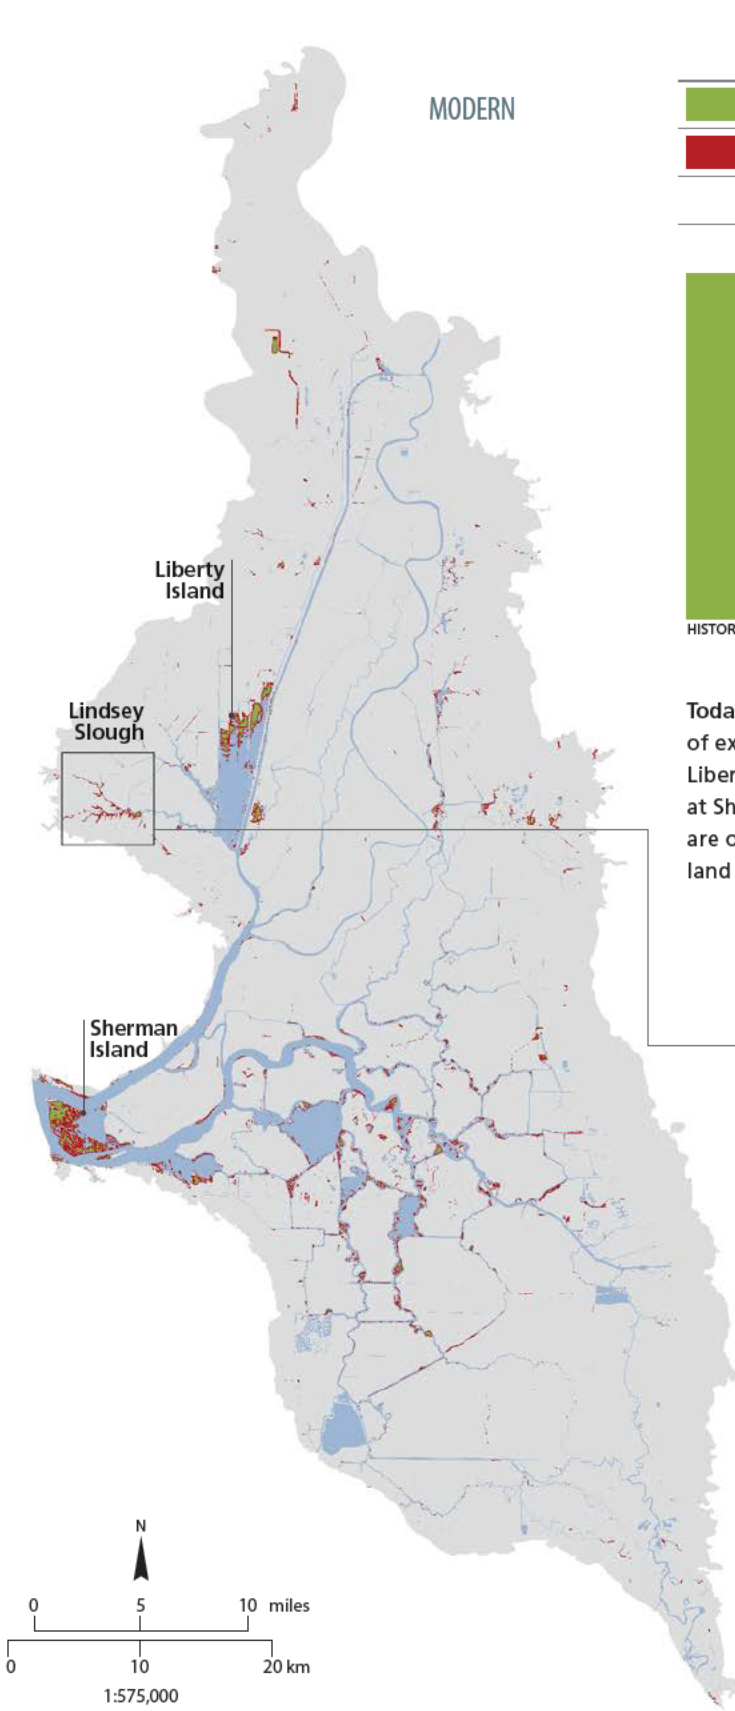 MODERN
Liberty
Island
HISTOR
Lindsey
Slough
Toda
of ex
Liber
at Sh
are o
land
Sherman
Island
N
0 5 10 miles
0 10 20 km
1:575,000